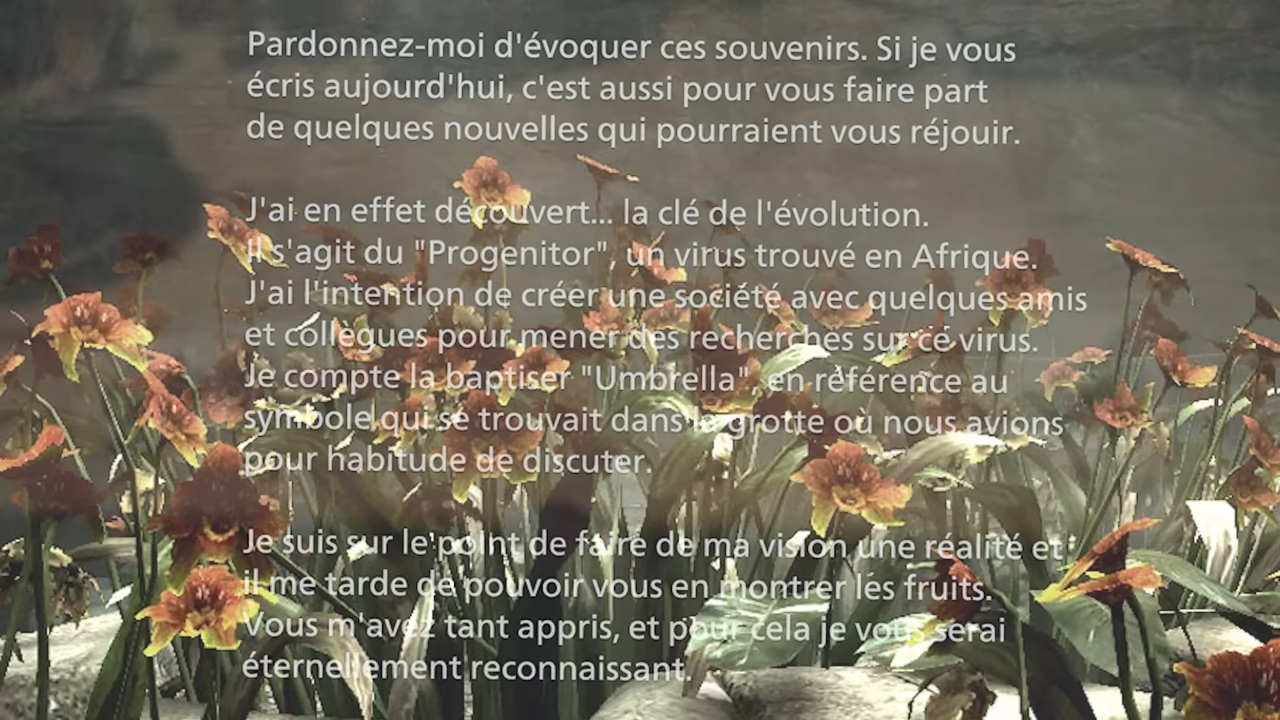 Pardonnez-moi d'évoquer ces souvenirs. Si je vous
écris aujourd'hui, c'est aussi pour vous faire part
de quelques nouvelles qui pourraient vous réjouir.
J'ai en effet découvert... la clé de l'évolution.
Il s'agit du "Progenitor", un virus trouvé en Afrique.
J'ai l'intention de créer une société avec quelques amis
et collègues pour mener des recherches sur ce virus.
Je compte la baptiser "Umbrella", en référence au
symbole qui se trouvait dans la grotte où nous avions
pour habitude de discuter.
Je suis sur le point de faire de ma vision une réalité et
il me tarde de pouvoir vous en montrer les fruits.
Vous m'avez tant appris, et pour cela je vous serai
éternellement reconnaissant.